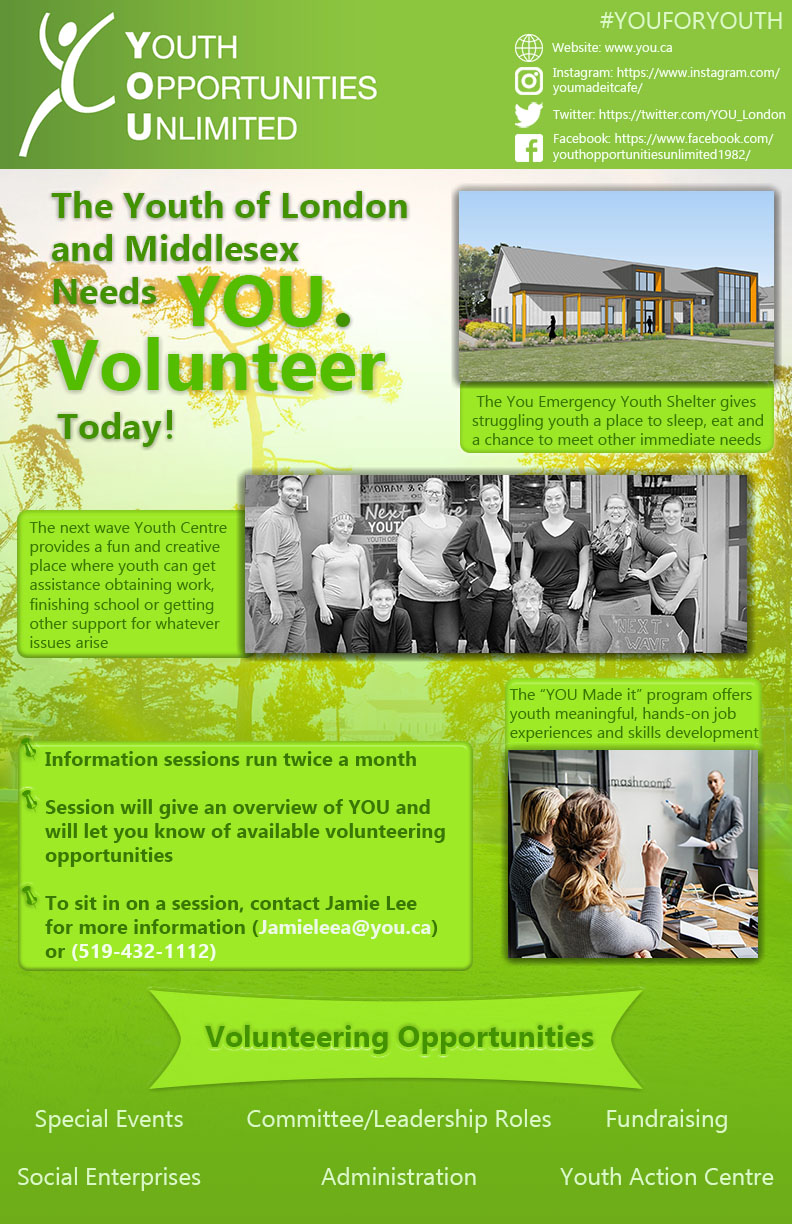 #YOUFORYOUTH
YOUTH
OPPORTUNITIES
UNLIMITED
Website: www.you.ca
Instagram: https://www.instagram.com/
youmadeitcafe/
Twitter: https://twitter.com/YOU_London
Facebook: https://www.facebook.com/
youthopportunitiesunlimited1982/
The Youth of London
and Middlesex
Needs YOU.
Volunteer
Today!
The You Emergency Youth Shelter gives
struggling youth a place to sleep, eat and
a chance to meet other immediate needs
The next wave Youth Centre
provides a fun and creative
place where youth can get
assistance obtaining work,
finishing school or getting
other support for whatever
issues arise
Next Wave
YOUTH
NEXT
WAVE
The “YOU Made it” program offers
youth meaningful, hands-on job
experiences and skills development
mashroom5
Information sessions run twice a month
Session will give an overview of YOU and
will let you know of available volunteering
opportunities
To sit in on a session, contact Jamie Lee
for more information (Jamieleea@you.ca)
or (519-432-1112)
Volunteering Opportunities
Special Events Committee/Leadership Roles Fundraising
Social Enterprises Administration Youth Action Centre